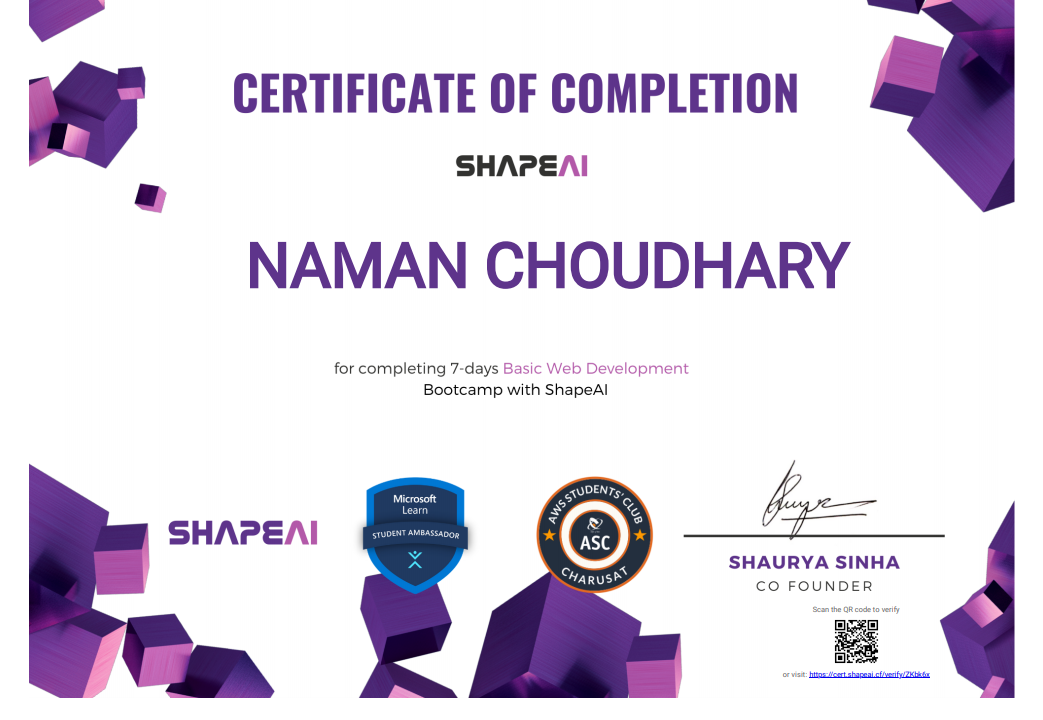 CERTIFICATE OF COMPLETION
SHAPEAI
NAMAN CHOUDHARY
for completing 7-days Basic Web Development
Bootcamp with ShapeAI
SHAPEAI
Microsoft
Learn
STUDENT AMBASSADOR
AWS STUDENTS' CLUB
ASC
CHARUSAT
SHAURYA SINHA
CO FOUNDER
Scan the QR code to verify
or visit: https://cert.shapeai.cf/verify/ZKbk6x